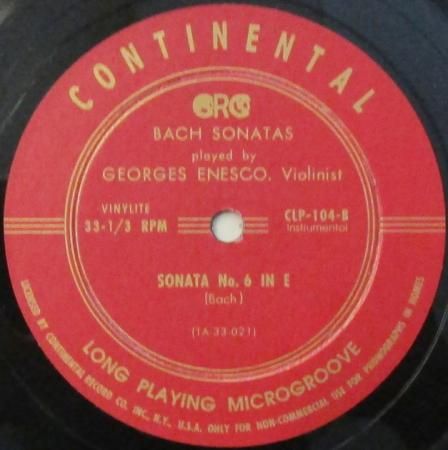 CONTINENTAL
CRC
BACH SONATAS
played by
GEORGES ENESCO, Violinist
VINYLITE
33-1/3 RPM
CLP-104-B
Instrumental
SONATA No. 6 IN E
(Bach)
(1A 33-021)
LONG PLAYING MICROGROOVE
LICENSED BY CONTINENTAL RECORD CO. INC., N.Y., U.S.A. ONLY FOR NON-COMMERCIAL USE FOR PHONOGRAPHS IN HOMES